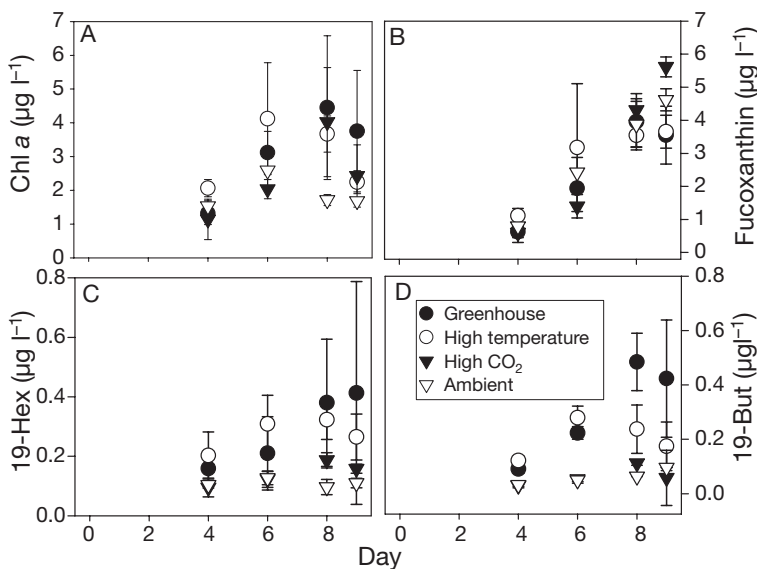 A
Chl a (µg l⁻¹)
7
6
5
4
3
2
1
0
B
7
6
5
4
3
2
1
0
Fucoxanthin (µg l⁻¹)
C
19-Hex (µg l⁻¹)
0.8
0.6
0.4
0.2
0.0
0 2 4 6 8
D
Greenhouse
High temperature
High CO₂
Ambient
0.8
0.6
0.4
0.2
0.0
19-But (µgl⁻¹)
0 2 4 6 8
Day